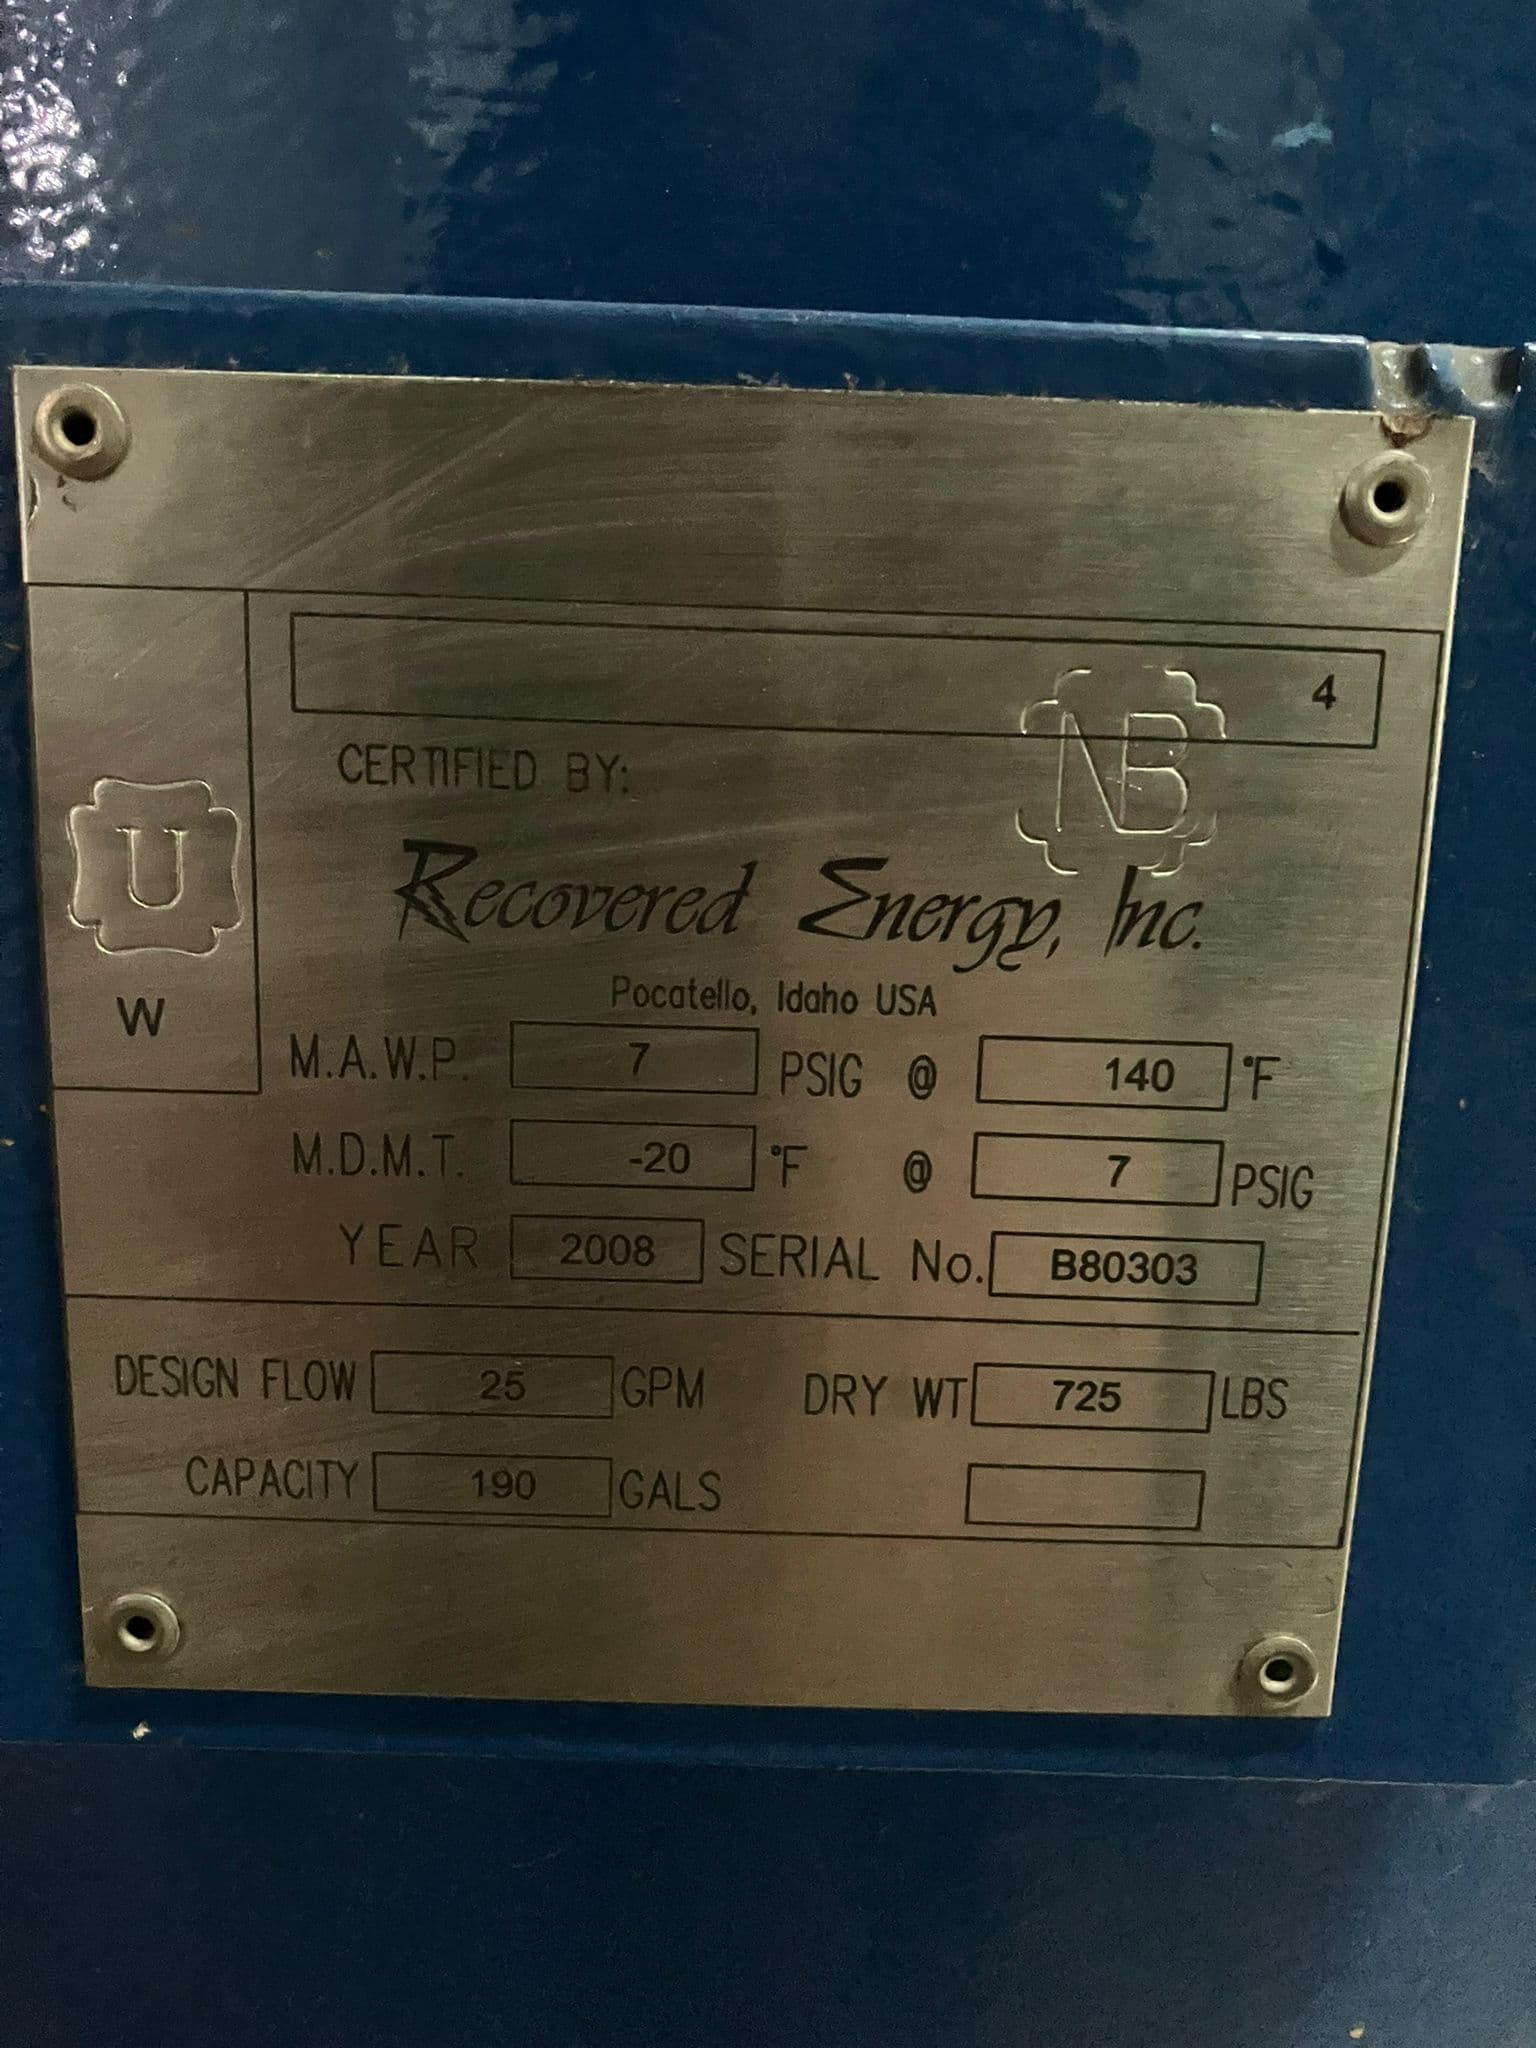 4
NB
CERTIFIED BY:
U
Recovered Energy, Inc.
W
Pocatello, Idaho USA
M.A.W.P. 7 PSIG @ 140 °F
M.D.M.T. -20 °F @ 7 PSIG
YEAR 2008 SERIAL No. B80303
DESIGN FLOW 25 GPM DRY WT 725 LBS
CAPACITY 190 GALS